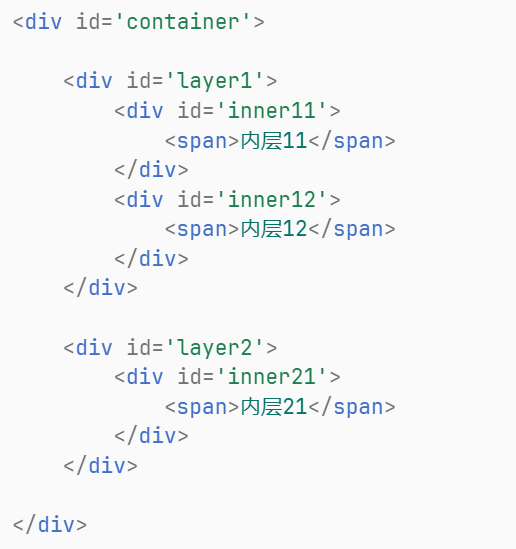 <div id='container'>
<div id='layer1'>
<div id='inner11'>
<span>内层11</span>
</div>
<div id='inner12'>
<span>内层12</span>
</div>
</div>
<div id='layer2'>
<div id='inner21'>
<span>内层21</span>
</div>
</div>
</div>